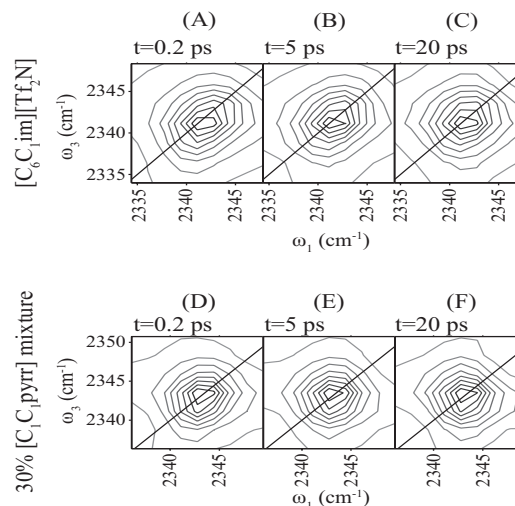 (A) (B) (C)
t=0.2 ps t=5 ps t=20 ps
[C₆C₁im][Tf₂N]
ω₃ (cm⁻¹)
2345
2340
2335
2335 2340 2345 2335 2340 2345 2335 2340 2345
ω₁ (cm⁻¹)
(D) (E) (F)
t=0.2 ps t=5 ps t=20 ps
30% [C₁C₁pyrr] mixture
ω₃ (cm⁻¹)
2350
2345
2340
2340 2345 2340 2345 2340 2345
ω₁ (cm⁻¹)